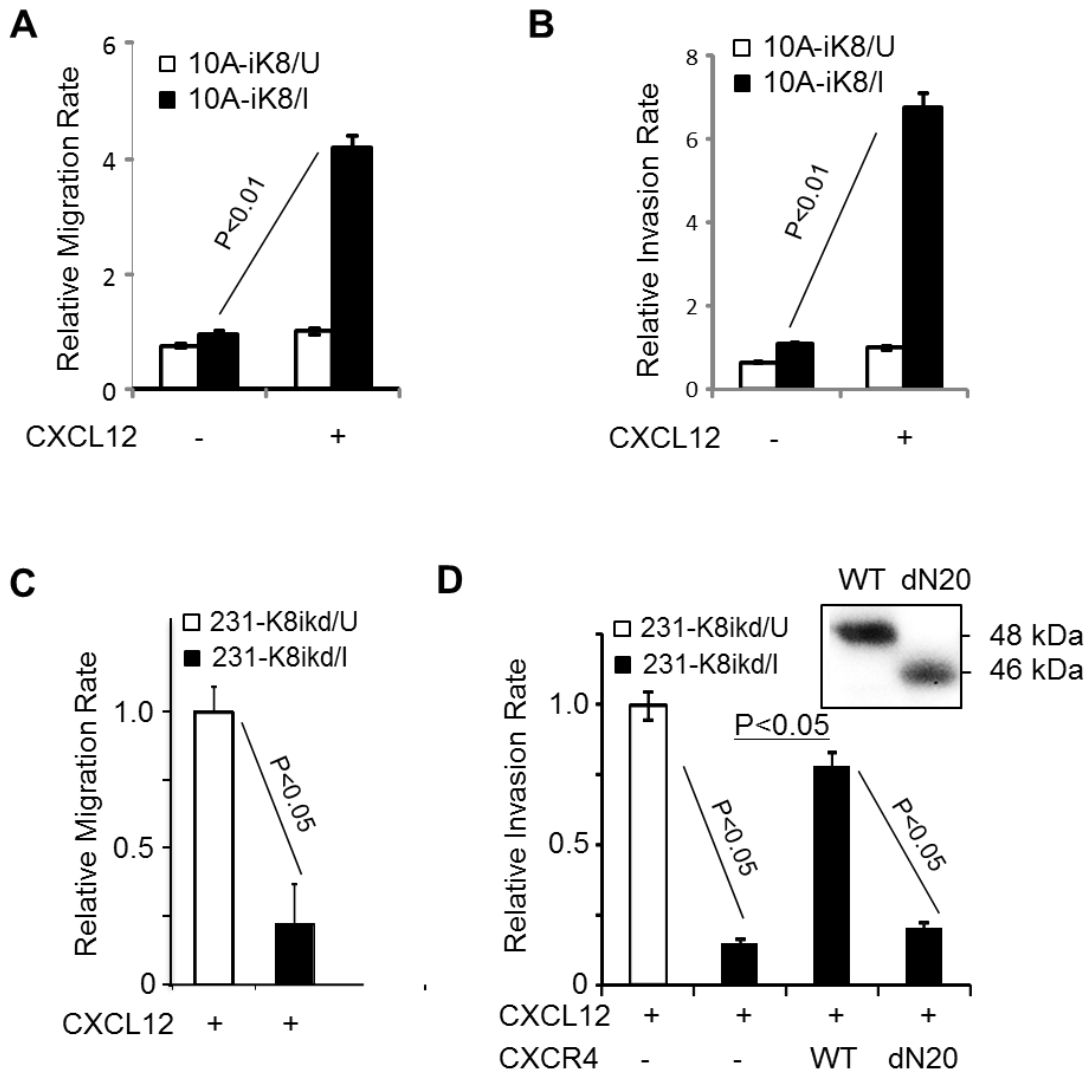 A
6
4
2
0
Relative Migration Rate
10A-iK8/U
10A-iK8/I
P<0.01
CXCL12 - +
B
8
6
4
2
0
Relative Invasion Rate
10A-iK8/U
10A-iK8/I
P<0.01
CXCL12 - +
C
1.0
0.5
0
Relative Migration Rate
231-K8ikd/U
231-K8ikd/I
P<0.05
CXCL12 + +
D
1.0
0.5
0
Relative Invasion Rate
231-K8ikd/U
231-K8ikd/I
WT dN20
48 kDa
46 kDa
P<0.05
P<0.05
P<0.05
CXCL12 + + + +
CXCR4 - - WT dN20